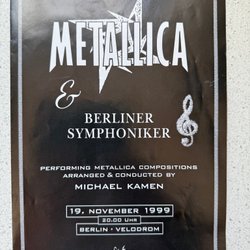 METALLICA
&
BERLINER
SYMPHONIKER
PERFORMING METALLICA COMPOSITIONS
ARRANGED & CONDUCTED BY
MICHAEL KAMEN
19. NOVEMBER 1999
20.00 UHR
BERLIN - VELODROM